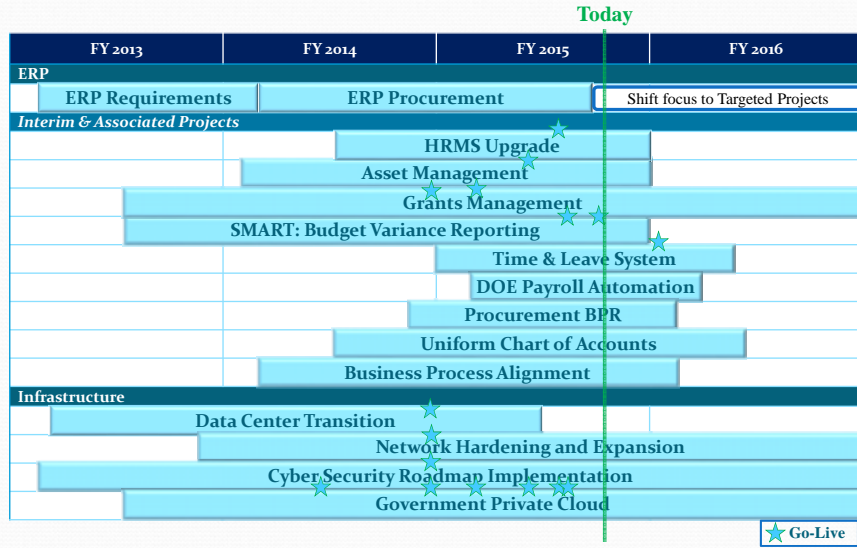 Today
FY 2013 FY 2014 FY 2015 FY 2016
ERP
ERP Requirements ERP Procurement Shift focus to Targeted Projects
Interim & Associated Projects
HRMS Upgrade
Asset Management
Grants Management
SMART: Budget Variance Reporting
Time & Leave System
DOE Payroll Automation
Procurement BPR
Uniform Chart of Accounts
Business Process Alignment
Infrastructure
Data Center Transition
Network Hardening and Expansion
Cyber Security Roadmap Implementation
Government Private Cloud
Go-Live